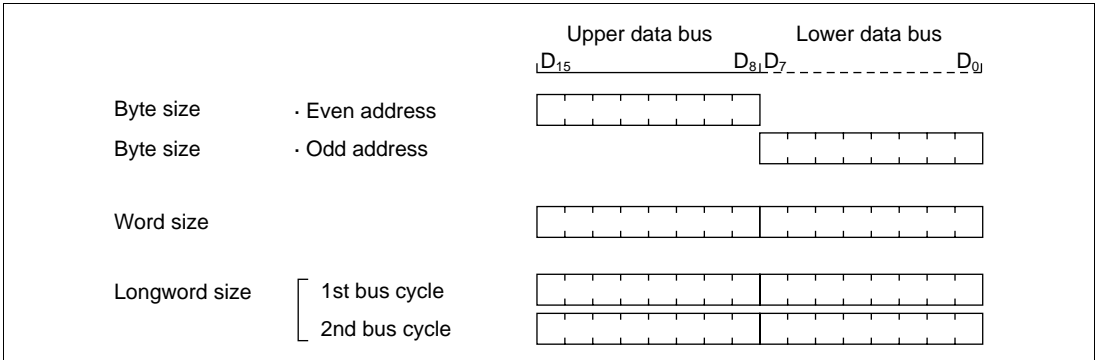 Upper data bus Lower data bus
D15 D8 D7 D0
Byte size · Even address
Byte size · Odd address
Word size
Longword size 1st bus cycle
2nd bus cycle